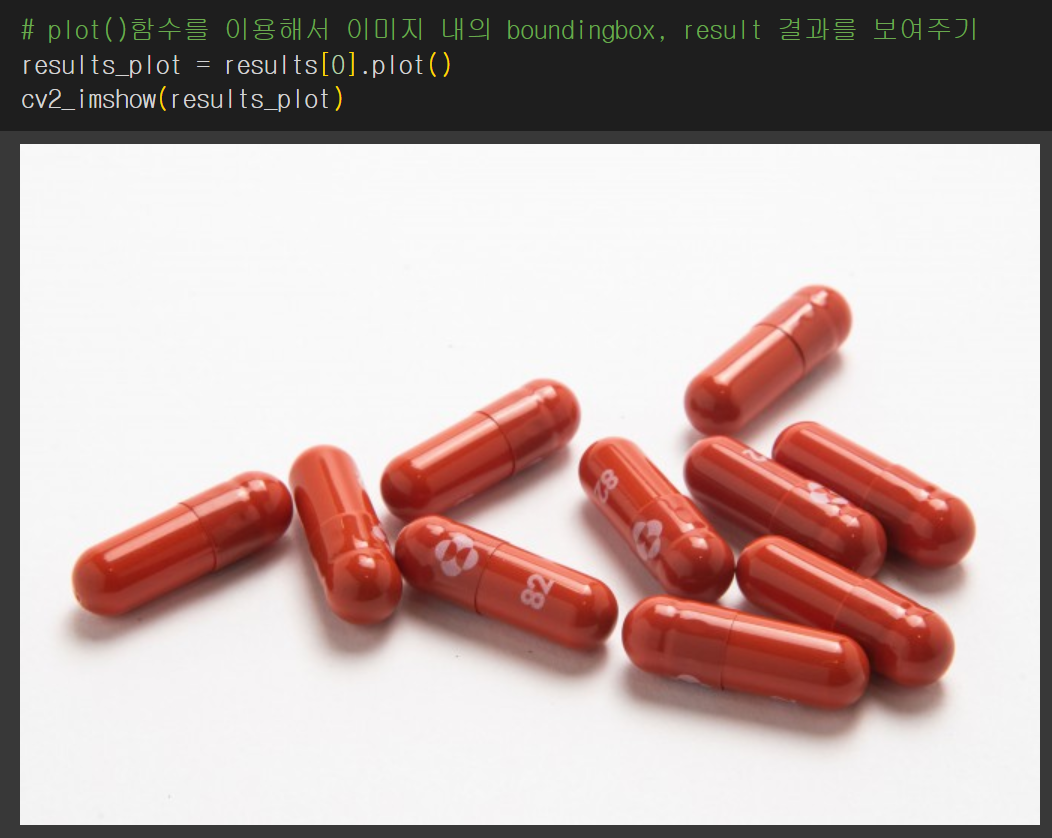 # plot()함수를 이용해서 이미지 내의 boundingbox, result 결과를 보여주기
results_plot = results[0].plot()
cv2_imshow(results_plot)
82
2
82